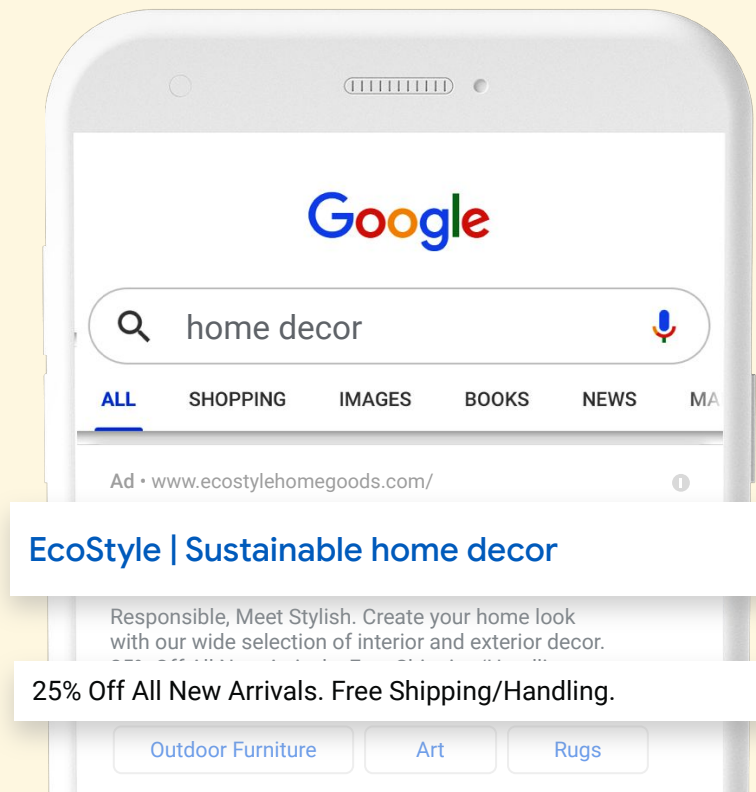 Google
home decor
ALL SHOPPING IMAGES BOOKS NEWS MA
Ad • www.ecostylehomegoods.com/
EcoStyle | Sustainable home decor
Responsible, Meet Stylish. Create your home look
with our wide selection of interior and exterior decor.
25% Off All New Arrivals. Free Shipping/Handling.
Outdoor Furniture Art Rugs